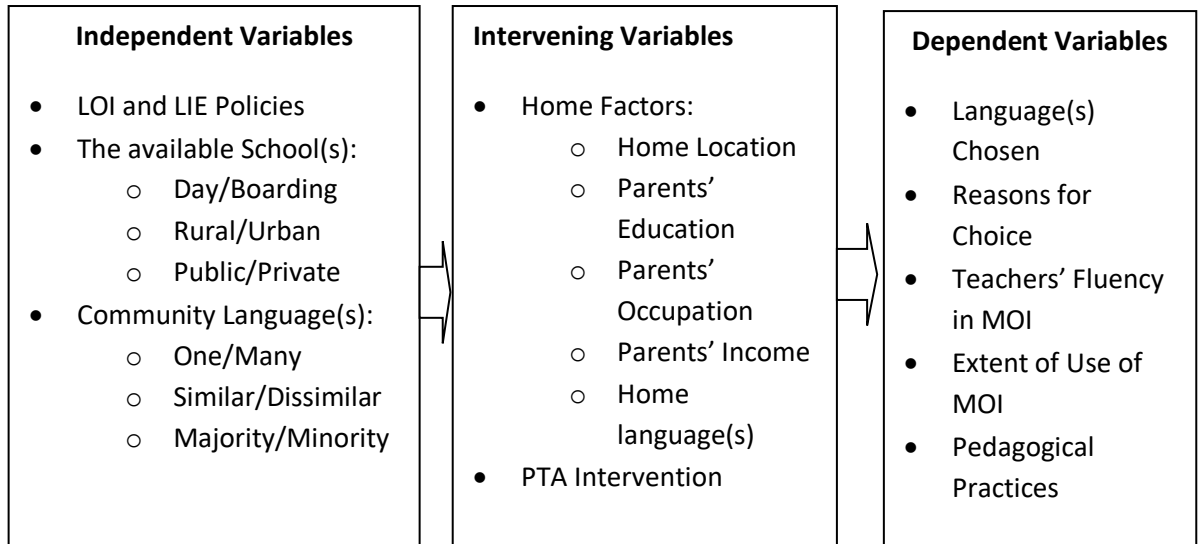 Independent Variables
• LOI and LIE Policies
• The available School(s):
o Day/Boarding
o Rural/Urban
o Public/Private
• Community Language(s):
o One/Many
o Similar/Dissimilar
o Majority/Minority
Intervening Variables
• Home Factors:
o Home Location
o Parents’
Education
o Parents’
Occupation
o Parents’ Income
o Home
language(s)
• PTA Intervention
Dependent Variables
• Language(s)
Chosen
• Reasons for
Choice
• Teachers’ Fluency
in MOI
• Extent of Use of
MOI
• Pedagogical
Practices